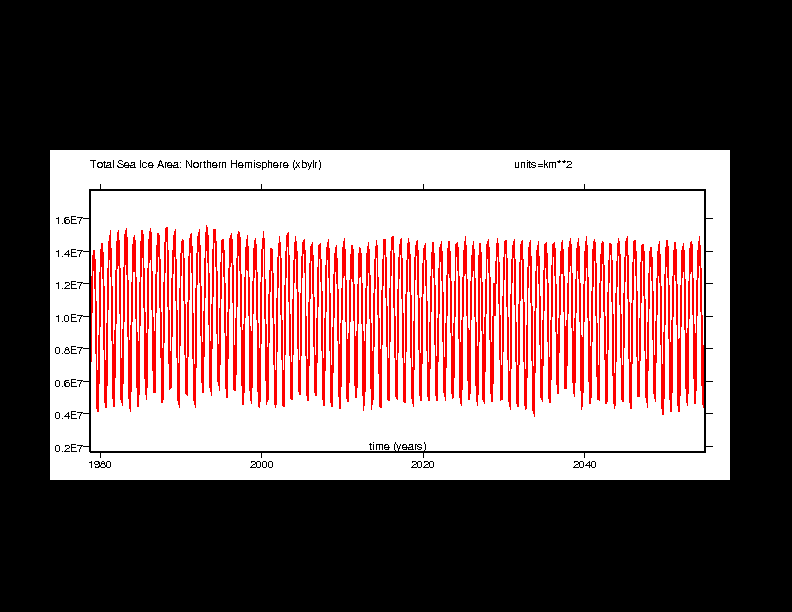 Total Sea Ice Area: Northern Hemisphere (xbylr) units=km**2
1.6E7
1.4E7
1.2E7
1.0E7
0.8E7
0.6E7
0.4E7
0.2E7
time (years)
1980 2000 2020 2040